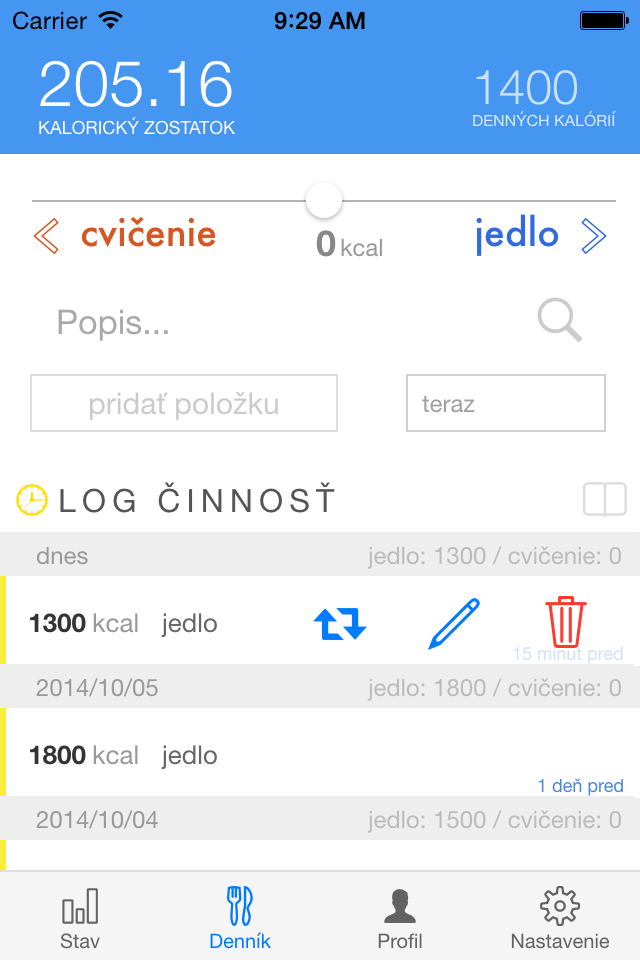 Carrier 9:29 AM
205.16 1400
KALORICKÝ ZOSTATOK DENNÝCH KALÓRIÍ
cvičenie 0 kcal jedlo
Popis...
pridať položku teraz
LOG ČINNOSŤ
dnes jedlo: 1300 / cvičenie: 0
1300 kcal jedlo
15 minút pred
2014/10/05 jedlo: 1800 / cvičenie: 0
1800 kcal jedlo
1 deň pred
2014/10/04 jedlo: 1500 / cvičenie: 0
Stav Denník Profil Nastavenie